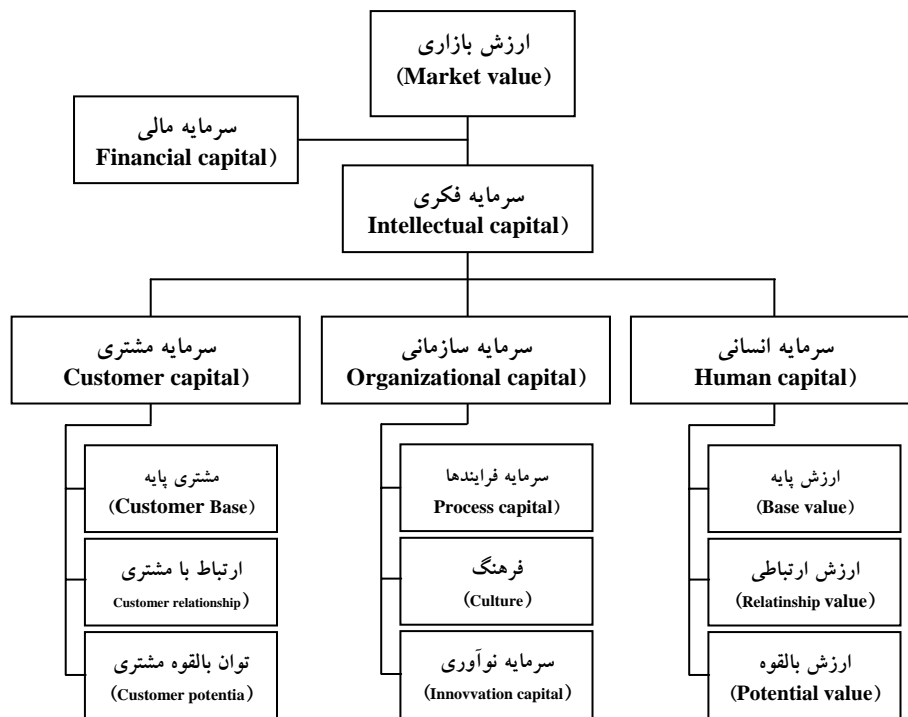 ارزش بازاری
(Market value)
سرمایه مالی
Financial capital)
سرمایه فکری
Intellectual capital)
سرمایه انسانی
Human capital)
ارزش پایه
(Base value)
ارزش ارتباطی
(Relatinship value)
ارزش بالقوه
(Potential value)
سرمایه سازمانی
Organizational capital)
سرمایه فرایندها
Process capital)
فرهنگ
(Culture)
سرمایه نوآوری
(Innovvation capital)
سرمایه مشتری
Customer capital)
مشتری پایه
(Customer Base)
ارتباط با مشتری
Customer relationship)
توان بالقوه مشتری
(Customer potentia)